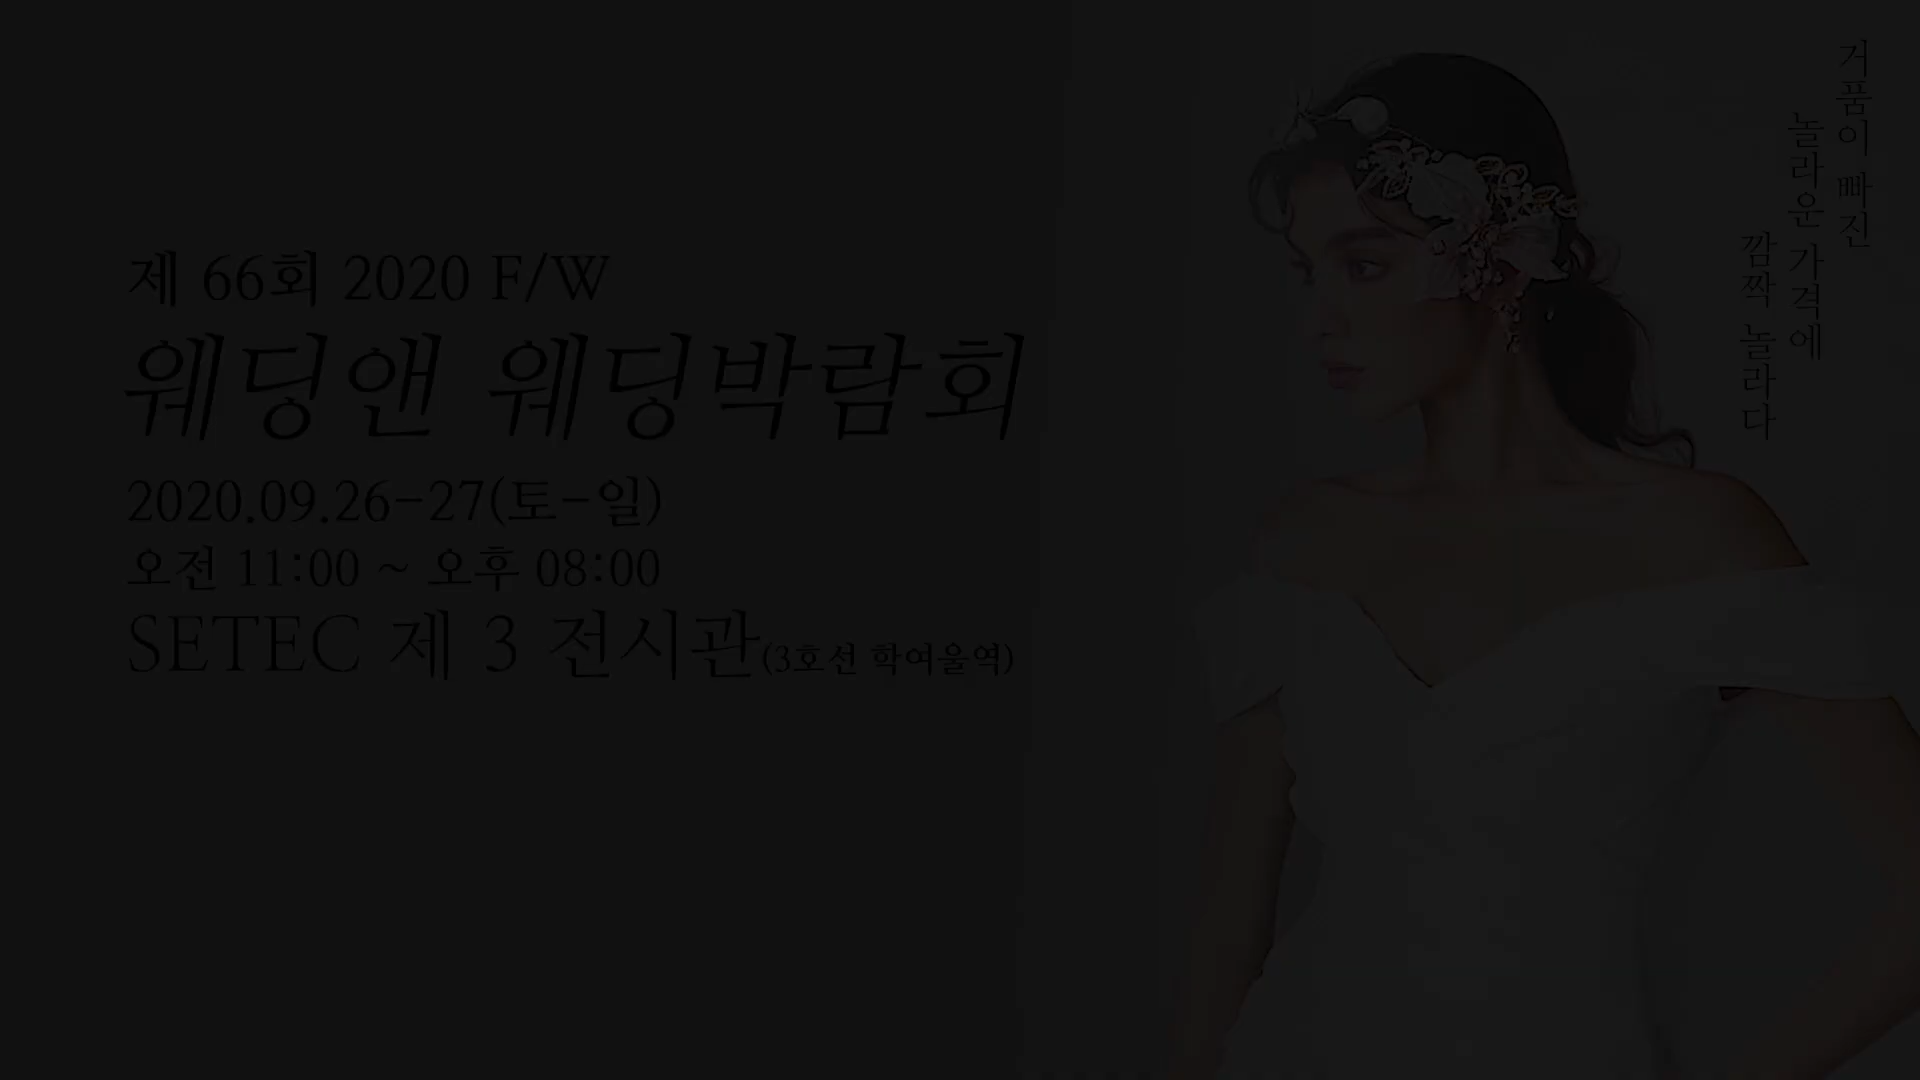 제 66회 2020 F/W
웨딩앤 웨딩박람회
2020.09.26-27(토-일)
오전 11:00 ~ 오후 08:00
SETEC 제 3 전시관(3호선 학여울역)
거품이 빠진
놀라운 가격에
깜짝 놀라다